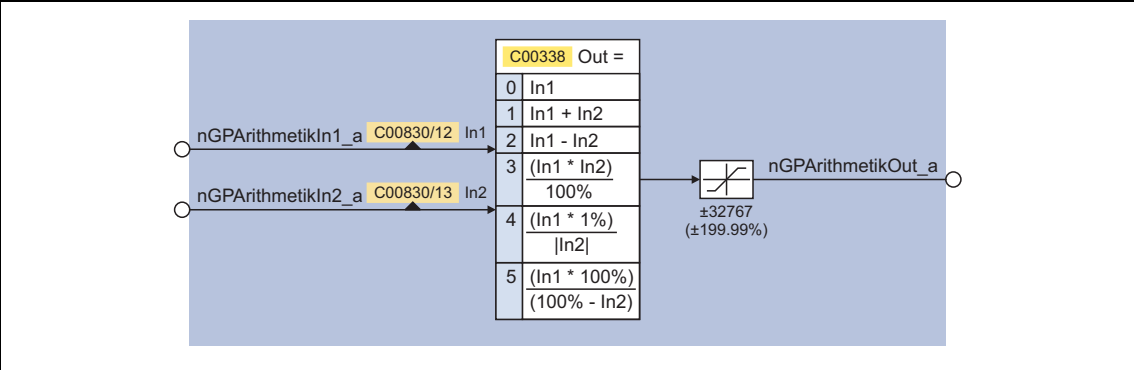 C00338 Out =
0 In1
1 In1 + In2
2 In1 - In2
3 (In1 * In2)
100%
4 (In1 * 1%)
|In2|
5 (In1 * 100%)
(100% - In2)
nGPArithmetikIn1_a C00830/12 In1
nGPArithmetikIn2_a C00830/13 In2
nGPArithmetikOut_a
±32767
(±199.99%)